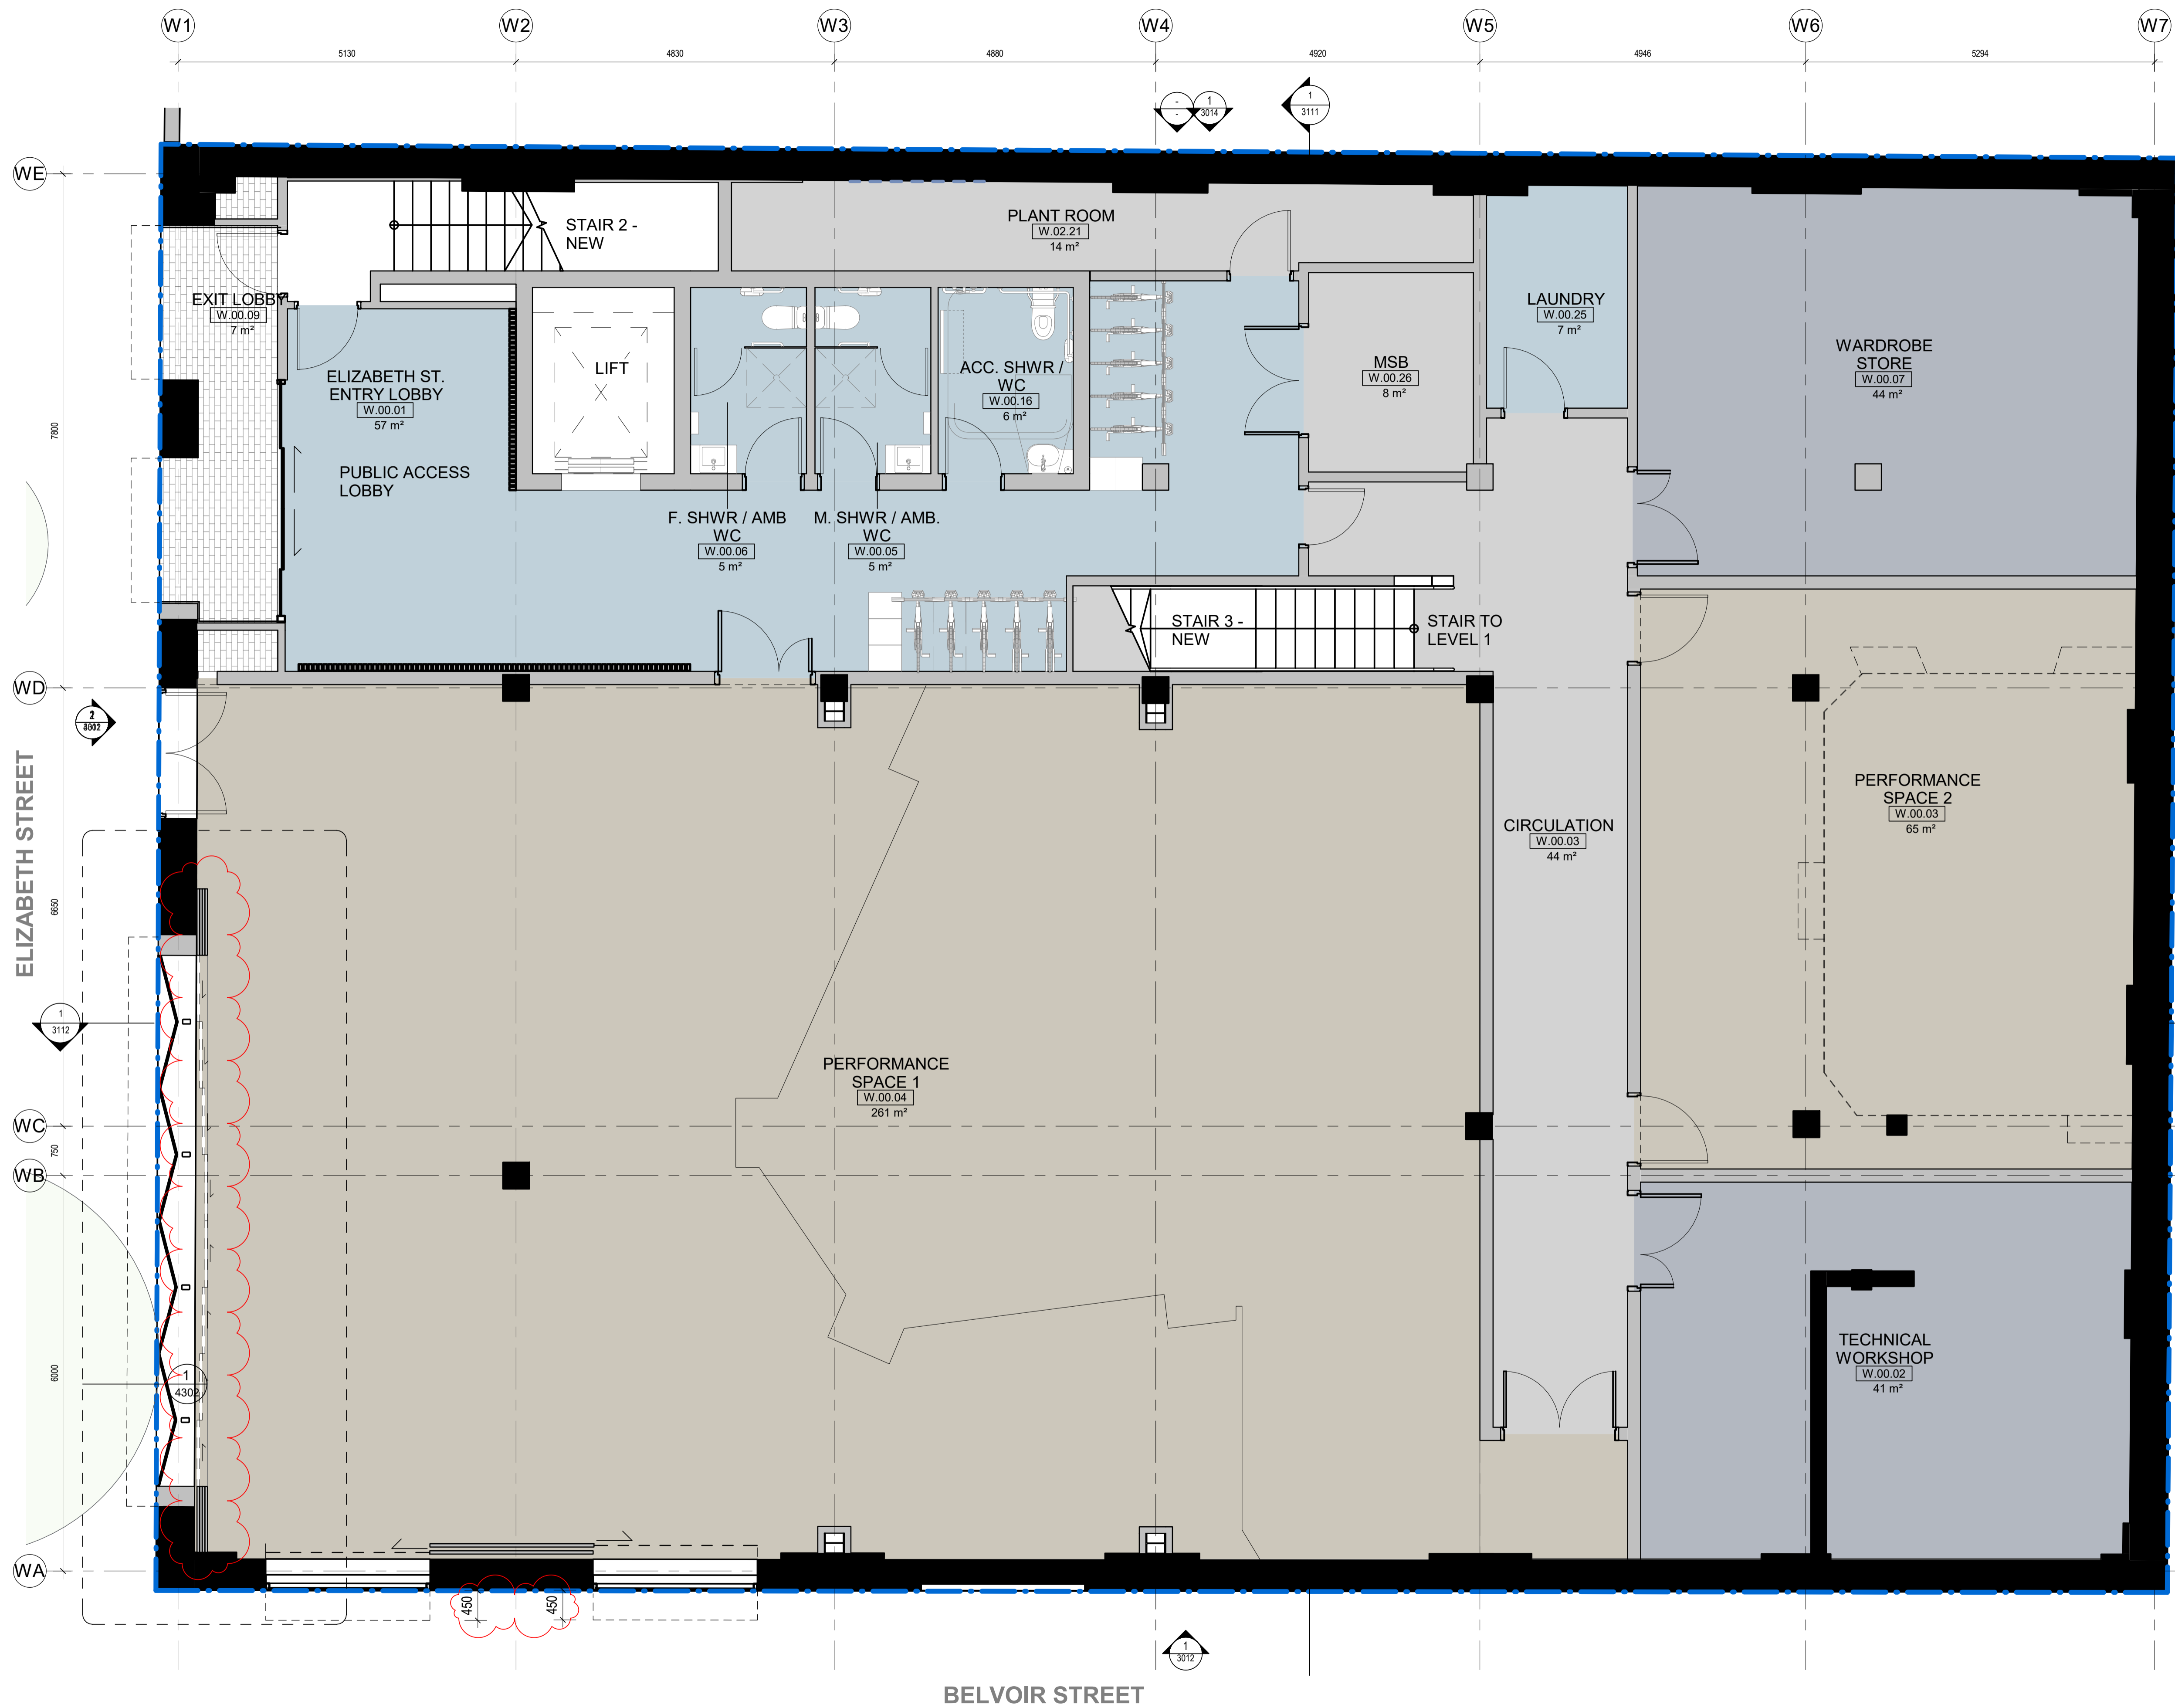 W1
W2
W3
W4
W5
W6
W7
5130
4830
4880
4920
4946
5294
-
-
1
3014
1
3111
WE
STAIR 2 -
NEW
PLANT ROOM
W.02.21
14 m²
EXIT LOBBY
W.00.09
7 m²
LAUNDRY
W.00.25
7 m²
WARDROBE
STORE
W.00.07
44 m²
ELIZABETH ST.
ENTRY LOBBY
W.00.01
57 m²
LIFT
ACC. SHWR /
WC
W.00.16
6 m²
MSB
W.00.26
8 m²
7800
PUBLIC ACCESS
LOBBY
F. SHWR / AMB
WC
W.00.06
5 m²
M. SHWR / AMB.
WC
W.00.05
5 m²
STAIR 3 -
NEW
STAIR TO
LEVEL 1
WD
ELIZABETH STREET
PERFORMANCE
SPACE 2
W.00.03
65 m²
CIRCULATION
W.00.03
44 m²
6650
1
3112
PERFORMANCE
SPACE 1
W.00.04
261 m²
WC
750
WB
6000
1
4302
TECHNICAL
WORKSHOP
W.00.02
41 m²
WA
450
450
1
3012
BELVOIR STREET